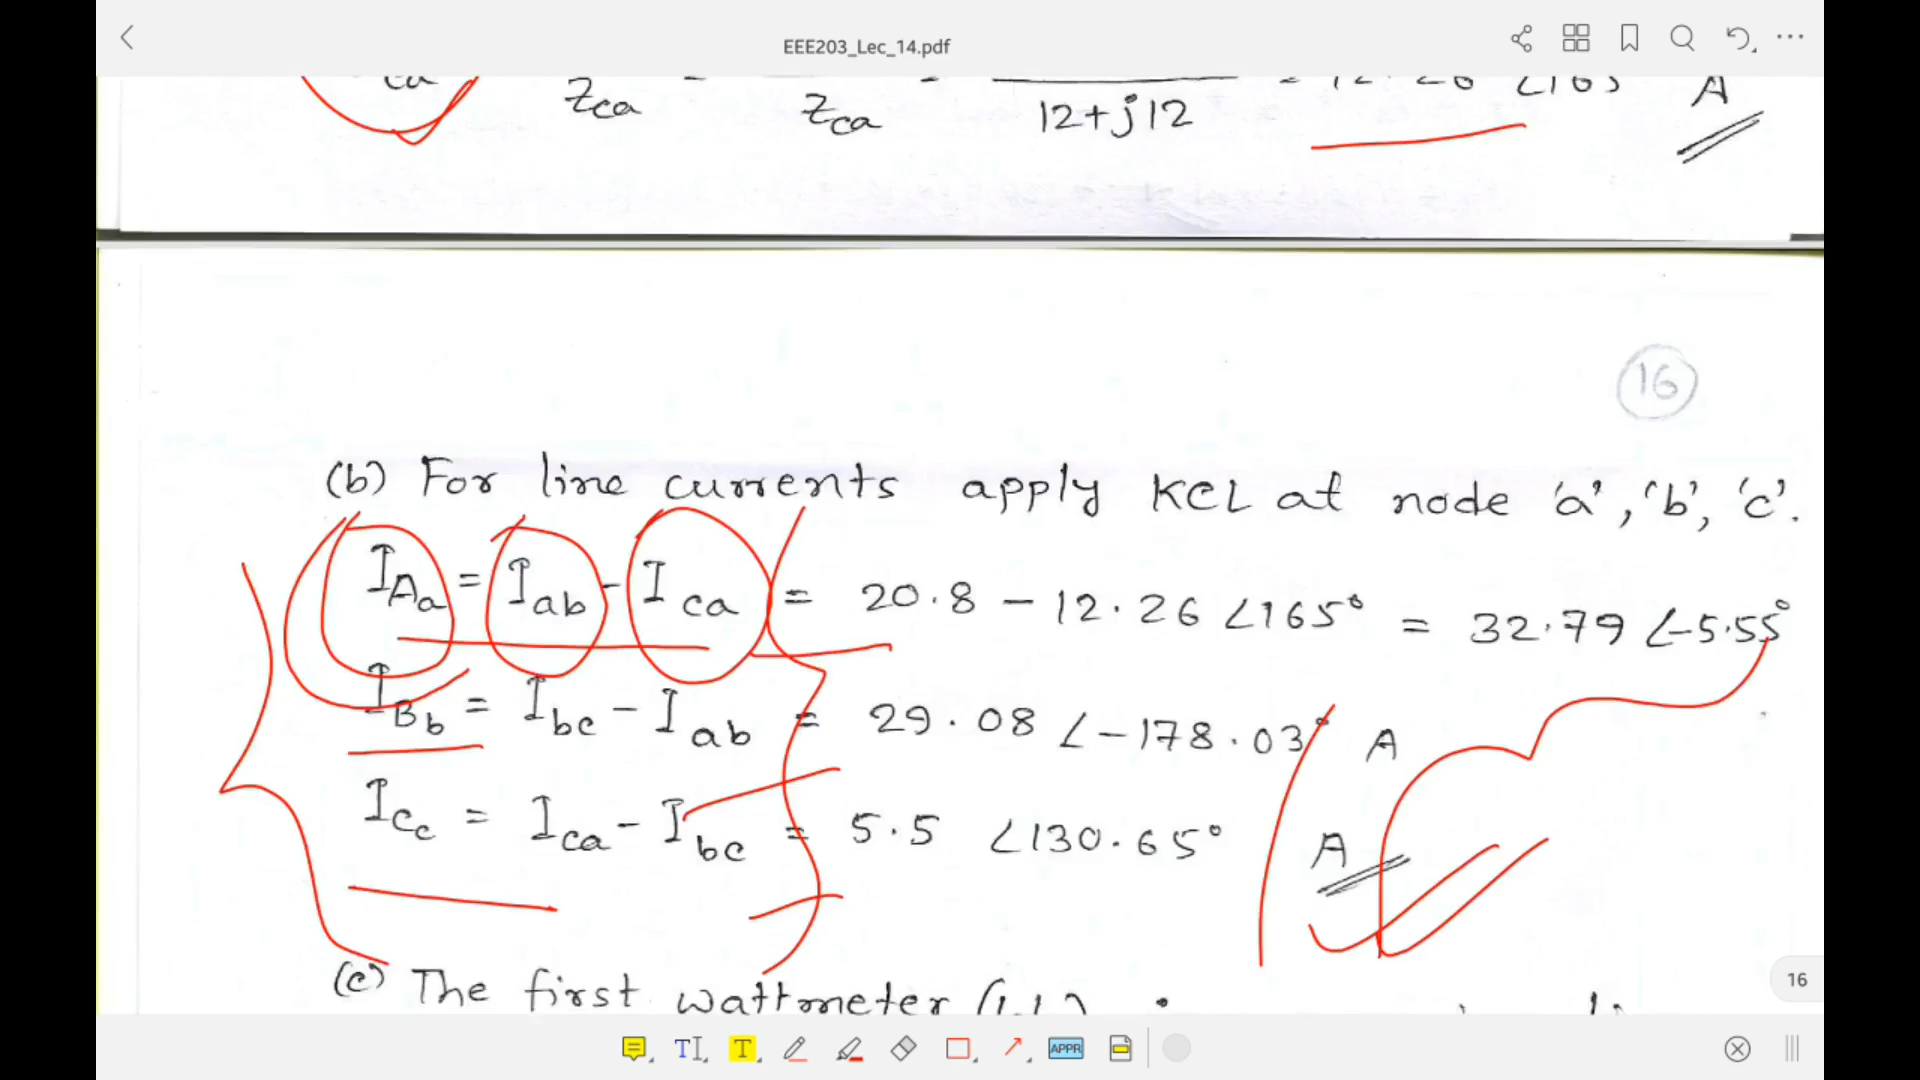 EEE203_Lec_14.pdf
Zca
Zca
12+j12
A
16
(b) For line currents apply KCL at node 'a', 'b', 'c'.
IAa = Iab - Ica = 20.8 - 12.26 ∠165° = 32.79 ∠-5.55°
IBb = Ibc - Iab = 29.08 ∠-178.03° A
ICc = Ica - Ibc = 5.5 ∠130.65° A
(c) The first wattmeter
16
T
T
APPR